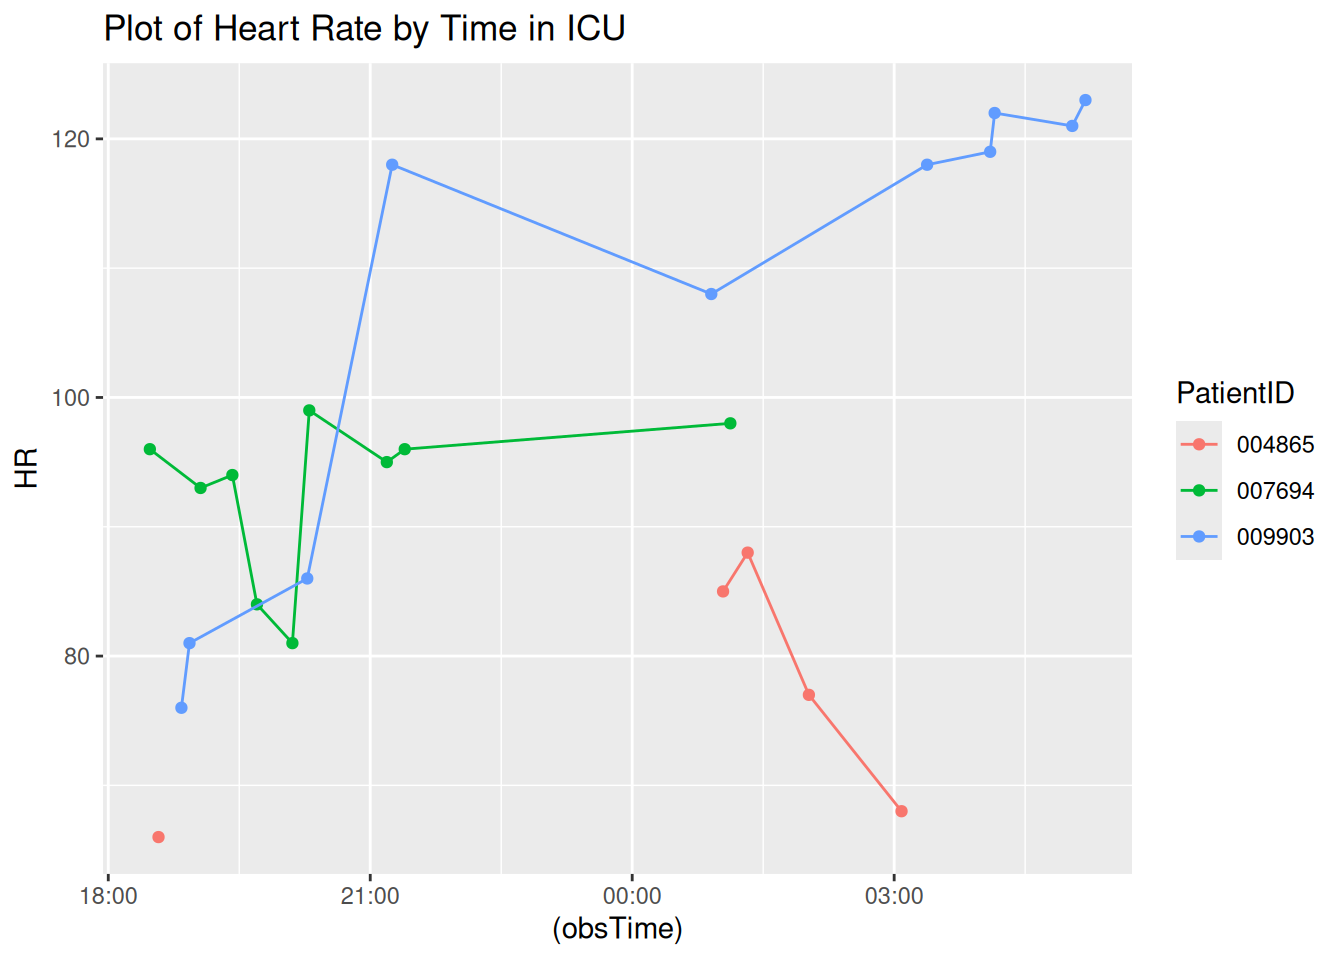 Plot of Heart Rate by Time in ICU
120
100
80
HR
18:00 21:00 00:00 03:00
(obsTime)
PatientID
004865
007694
009903